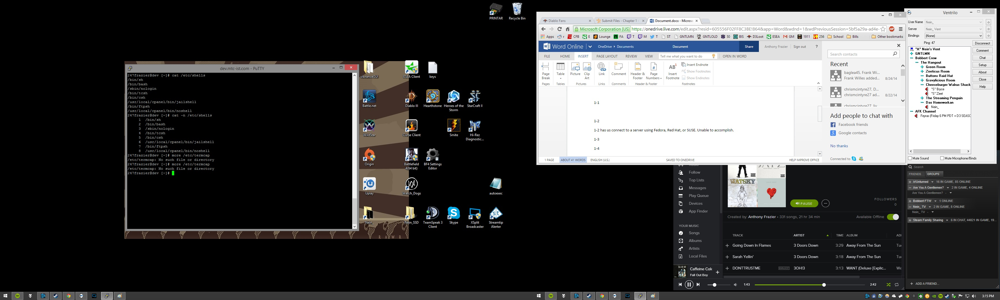 PRINTAR
Recycle Bin
dev.mtc-ist.com - PuTTY
247frazier@dev [~]# cat /etc/shells
/bin/sh
/bin/bash
/sbin/nologin
/bin/tcsh
/bin/csh
/usr/local/cpanel/bin/jailshell
/bin/ftpsh
/usr/local/cpanel/bin/noshell
247frazier@dev [~]# cat -n /etc/shells
1 /bin/sh
2 /bin/bash
3 /sbin/nologin
4 /bin/tcsh
5 /bin/csh
6 /usr/local/cpanel/bin/jailshell
7 /bin/ftpsh
8 /usr/local/cpanel/bin/noshell
247frazier@dev [~]# more /etc/termcap
/etc/termcap: No such file or directory
247frazier@dev [~]# more /etc/termcap
/etc/termcap: No such file or directory
247frazier@dev [~]#
R A W R
vibranceGUI
ESEA Client
keys
Battle.net
Diablo III
Hearthstone
Heroes of the
Storm
StarCraft II
WildStar
Curse Client
Smite
Hi-Rez
Diagnostic...
Origin
Battlefield
4(64 bit)
BF4 Settings
Editor
Uplay
Watch_Dogs
autoexec
Nein_
Nein_SSD
TeamSpeak 3
Client
Skype
XSplit
Broadcaster
Streamtip
Alerter
Diablo Fans
Submit Files - Chapter 1 -
Document.docx - Microso
Microsoft Corporation [US] https://onedrive.live.com/edit.aspx?resid=605556F02FF8C3BE!864&app=Word&wdnd=1&wdPreviousSession=5bf5a29a-ad4e-
Apps r CFB E Lounge FA T M T ST GNTLMN GNTLOLD 50 BIS D3Loot ESEA GM 1911 256 School Bills Other bookmarks
Word Online OneDrive Documents Document Share Anthony Frazier Sign out ?
FILE HOME INSERT PAGE LAYOUT REVIEW VIEW Tell me what you want to do OPEN IN WORD
Page
Break
Table
Picture
Clip
Art
Link
Comment
Header &
Footer
Page
Numbers
Insert
Footnote
Insert Endnote
Show Footnotes
Show Endnotes
Pages Tables Pictures Links Comments Header & Footer Footnotes
1-1
1-2
1-2 has us connect to a server using Fedora, Red Hat, or SUSE. Unable to accomplish.
1-3
1-4
1 PAGE ABOUT 41 WORDS ENGLISH (U.S.) SAVED TO ONEDRIVE HELP IMPROVE OFFICE
Search contacts
Recent
baglea45, Frank Wi...
Frank Willes added... 8/24/14
chrismcintyre27, D...
chrismcintyre27 ad... 8/22/14
Add people to chat with
Facebook friends
Google contacts
No thanks
Connected to
Ventrilo
User Name Nein_
Server Nein_ Vent
Bindings (None)
Ping: 47
Disconnect
Comment
Chat
Setup
About
Close
Help
"A" Nein's Vent
GNTLMN
Bobbert Crew
The Hangout
Green Room
Zeeticus Room
Buttons Raid Hut
Gravylicious Room
Cheeseburger Walrus Shack
"S" Bryce
"S" Zeet
The Streaming Penguin
Das Homeworkan
Nein_
AFK Channel
Feyras (Friday 6 PM PDT = D3 SEASO
Mute Sound Mute Microphone/Binds
Follow
Top Lists
Messages
Play Queue
Devices
App Finder
YOUR MUSIC
Songs
Albums
Artists
Local Files
WATSKY
PAUSE
FOLLOWERS
0
Created by: Anthony Frazier • 331 songs, 21 hr 34 min Available Offline
TRACK ARTIST TIME ALBUM
Going Down In Flames 3 Doors Down 3:29 Away From The Sun Tu
Sarah Yellin' 3 Doors Down 3:18 Away From The Sun Tu
DONTTRUSTME EXPLICIT 3OH!3 3:13 WANT (Deluxe [Explic... We
Caffeine Col
Fall Out Boy
1:43 2:42
Search
FRIENDS GROUPS
/r/Unturned 16 IN GAME, 85 ONLINE
Are You A Gentlemen? 2 IN GAME, 4 ONLINE
Are You A Gentlemen? -
Bobbert FTW 1 ONLINE
Nein_ TV 2 IN GAME, 8 ONLINE
Nein_ TV -
Steam Family Sharing 6 IN CHAT, 44821 IN GAME, 19...
+ ADD A FRIEND...
3:15 PM